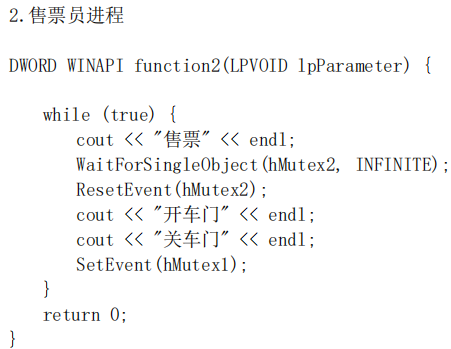 2.售票员进程
DWORD WINAPI function2(LPVOID lpParameter) {
while (true) {
cout << "售票" << endl;
WaitForSingleObject(hMutex2, INFINITE);
ResetEvent(hMutex2);
cout << "开车门" << endl;
cout << "关车门" << endl;
SetEvent(hMutex1);
}
return 0;
}